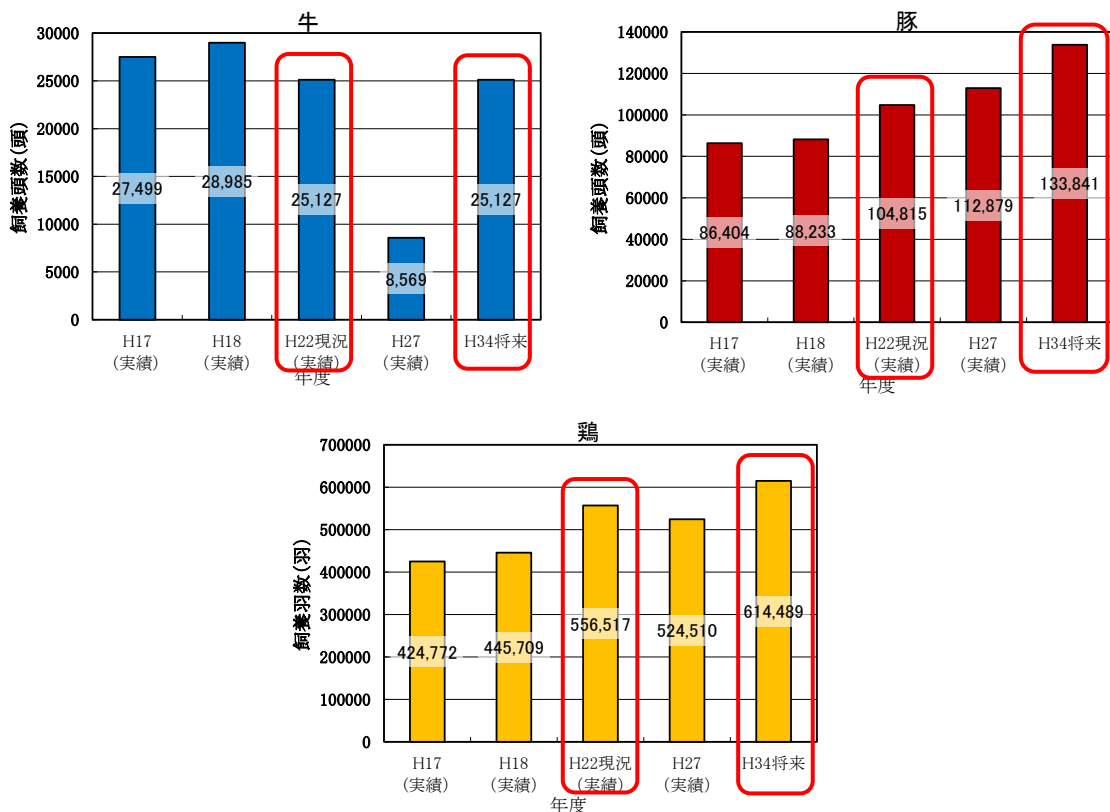 牛
飼養頭数(頭)
30000
25000
20000
15000
10000
5000
0
27,499
28,985
25,127
8,569
25,127
H17
(実績)
H18
(実績)
H22現況
(実績)
H27
(実績)
H34将来
年度
豚
飼養頭数(頭)
140000
120000
100000
80000
60000
40000
20000
0
86,404
88,233
104,815
112,879
133,841
H17
(実績)
H18
(実績)
H22現況
(実績)
H27
(実績)
H34将来
年度
鶏
飼養羽数(羽)
700000
600000
500000
400000
300000
200000
100000
0
424,772
445,709
556,517
524,510
614,489
H17
(実績)
H18
(実績)
H22現況
(実績)
H27
(実績)
H34将来
年度